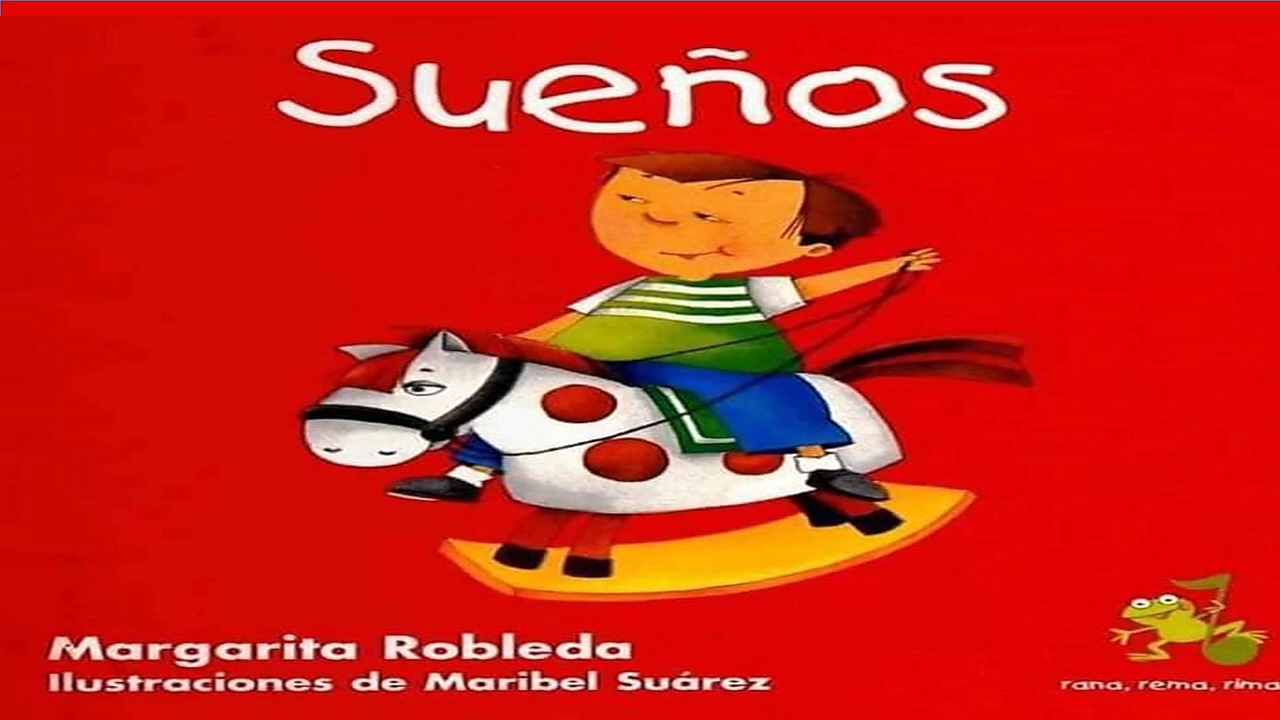 Sueños
Margarita Robleda
Ilustraciones de Maribel Suárez
rana, rema, rima